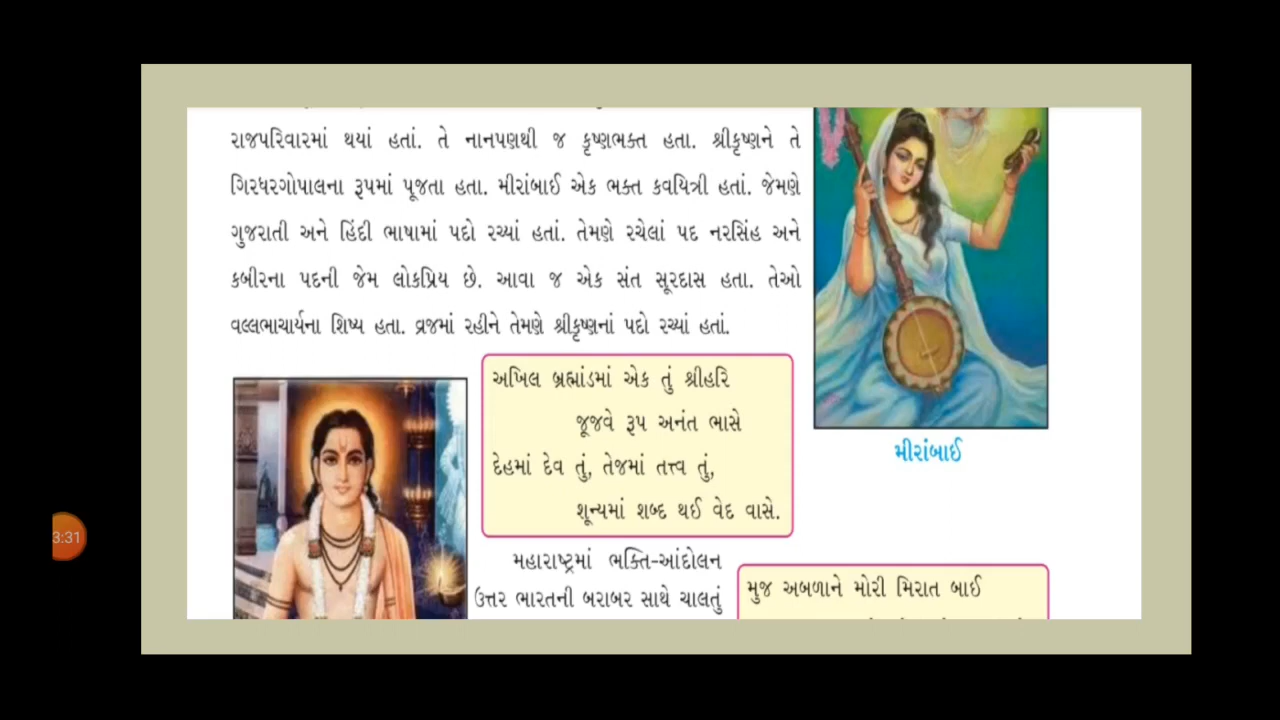 રાજપરિવારમાં થયાં હતાં. તે નાનપણથી જ કૃષ્ણભક્ત હતા. શ્રીકૃષ્ણને તે
ગિરધરગોપાલના રૂપમાં પૂજતા હતા. મીરાંબાઈ એક ભક્ત કવયિત્રી હતાં. જેમણે
ગુજરાતી અને હિંદી ભાષામાં પદો રચ્યાં હતાં. તેમણે રચેલાં પદ નરસિંહ અને
કબીરના પદની જેમ લોકપ્રિય છે. આવા જ એક સંત સૂરદાસ હતા. તેઓ
વલ્લભાચાર્યના શિષ્ય હતા. વ્રજમાં રહીને તેમણે શ્રીકૃષ્ણનાં પદો રચ્યાં હતાં.
અખિલ બ્રહ્માંડમાં એક તું શ્રીહરિ
જૂજવે રૂપ અનંત ભાસે
દેહમાં દેવ તું, તેજમાં તત્ત્વ તું,
શૂન્યમાં શબ્દ થઈ વેદ વાસે.
મીરાંબાઈ
મહારાષ્ટ્રમાં ભક્તિ-આંદોલન
ઉત્તર ભારતની બરાબર સાથે ચાલતું
મુજ અબળાને મોરી મિરાત બાઈ
3:31